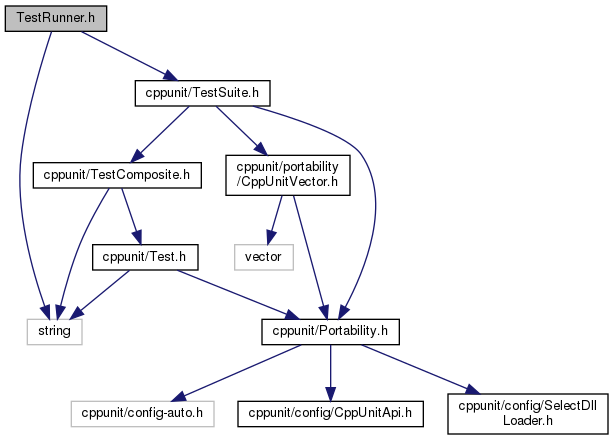 TestRunner.h
cppunit/TestSuite.h
cppunit/TestComposite.h
cppunit/portability
/CppUnitVector.h
cppunit/Test.h
vector
string
cppunit/Portability.h
cppunit/config-auto.h
cppunit/config/CppUnitApi.h
cppunit/config/SelectDll
Loader.h